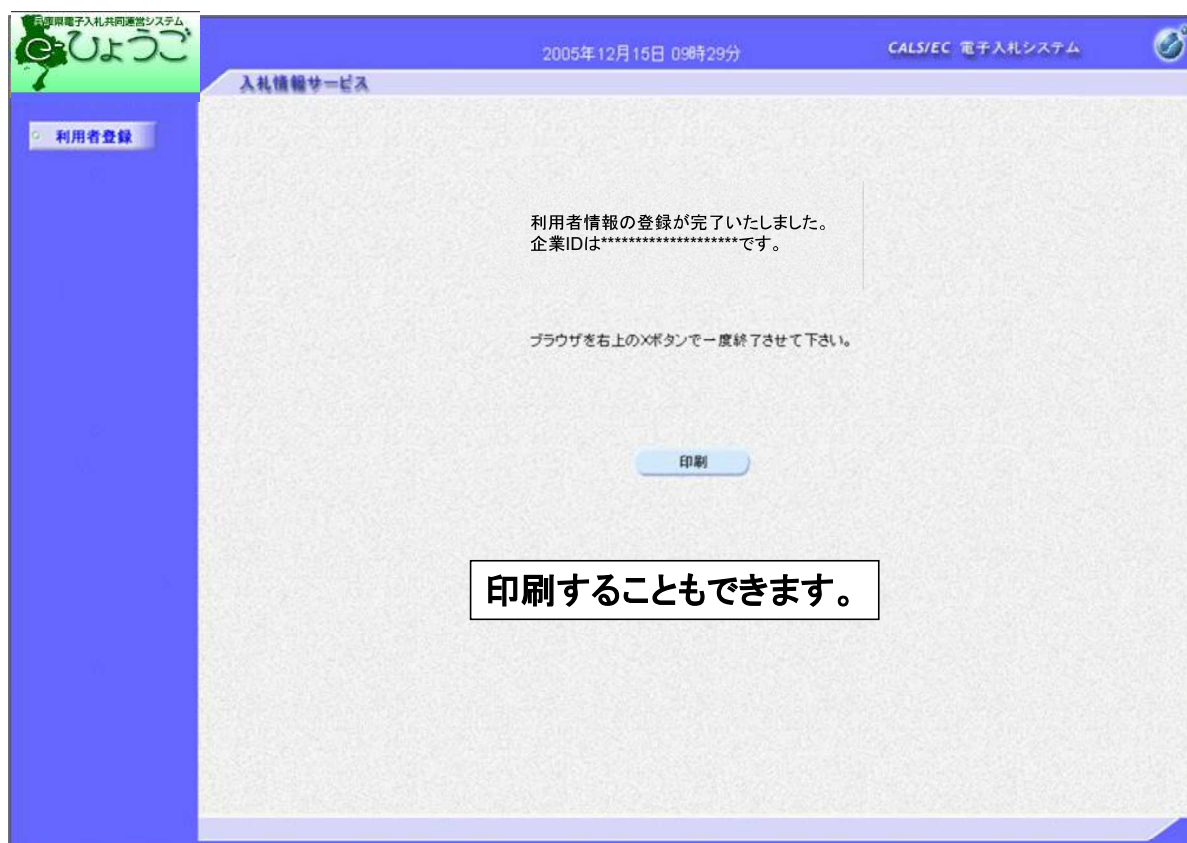 兵庫県電子入札共同運営システム
e-ひょうご
2005年12月15日 09時29分
CALS/EC 電子入札システム
入札情報サービス
利用者登録
利用者情報の登録が完了いたしました。
企業IDは********************です。
ブラウザを右上の×ボタンで一度終了させて下さい。
印刷
印刷することもできます。